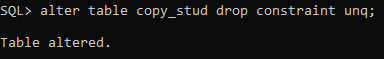 SQL> alter table copy_stud drop constraint unq;
Table altered.